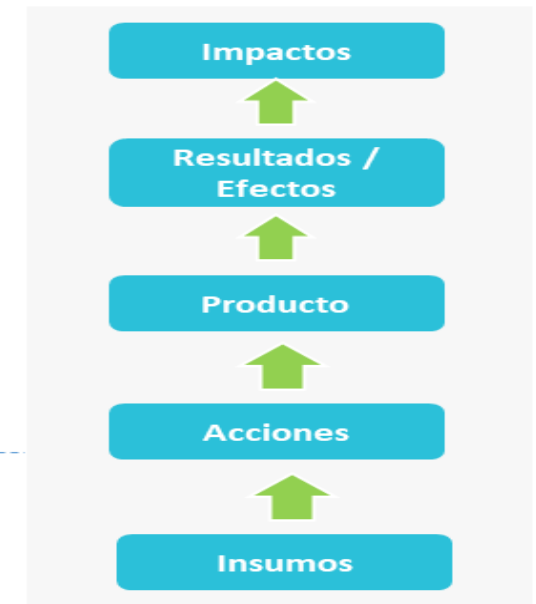 Impactos
Resultados /
Efectos
Producto
Acciones
Insumos